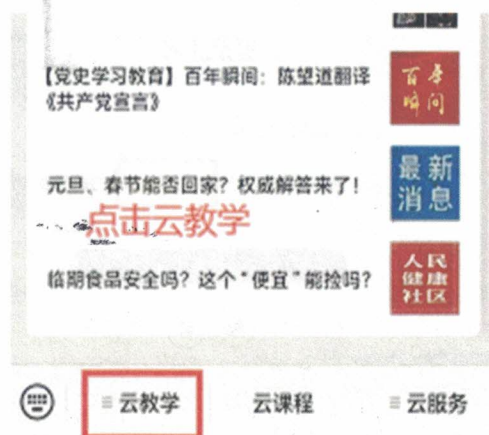 【党史学习教育】百年瞬间：陈望道翻译
《共产党宣言》
百年
瞬间
元旦、春节能否回家？权威解答来了！
最新
消息
点击云教学
临期食品安全吗？这个“便宜”能捡吗？
人民
健康
社区
云教学
云课程
云服务